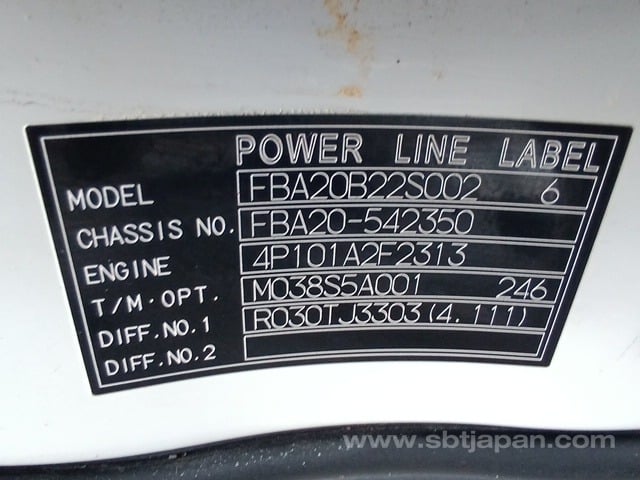 POWER LINE LABEL
MODEL FBA20B22S002 6
CHASSIS NO. FBA20-542350
ENGINE 4P101A2F2313
T/M·OPT. M038S5A001 246
DIFF.NO.1 R030TJ3303(4.111)
DIFF.NO.2
www.sbtjapan.com